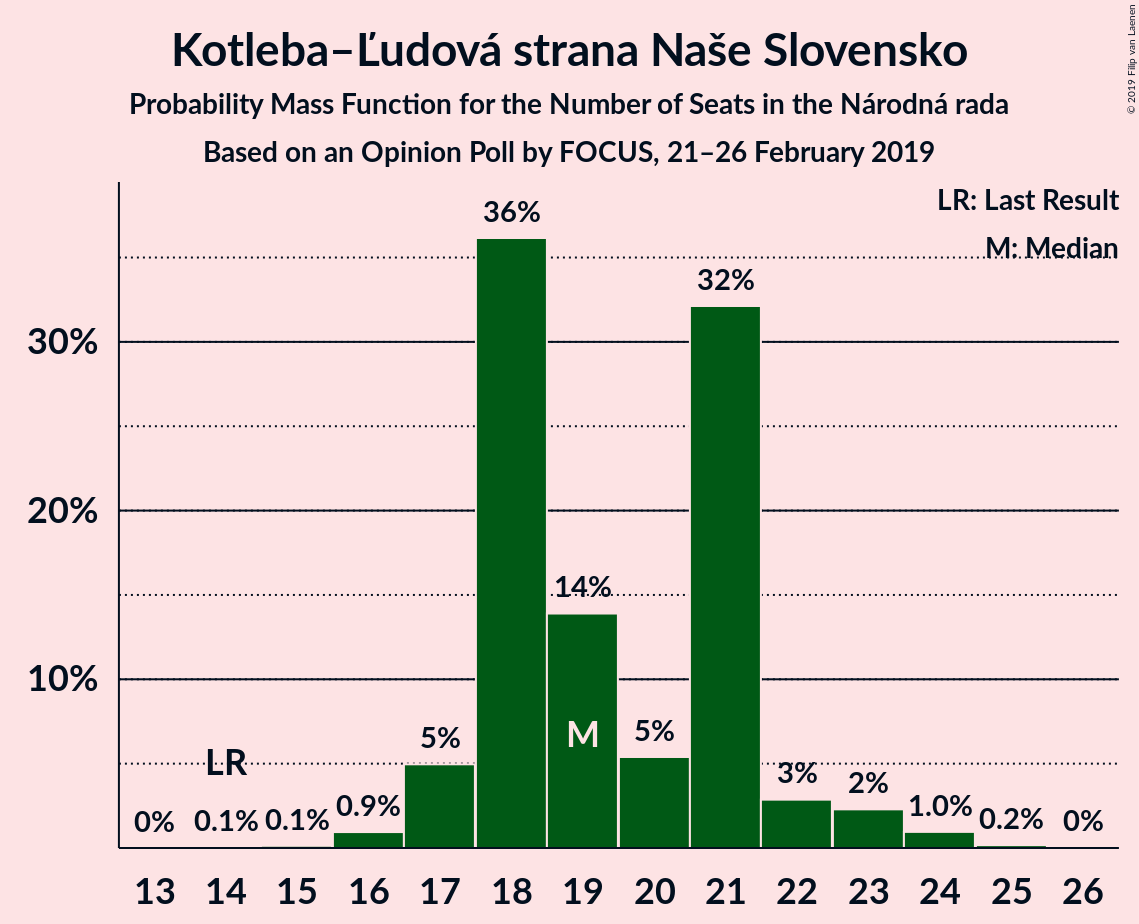 Kotleba–Ľudová strana Naše Slovensko
Probability Mass Function for the Number of Seats in the Národná rada
Based on an Opinion Poll by FOCUS, 21–26 February 2019
© 2019 Filip van Laenen
LR: Last Result
M: Median
36%
32%
30%
20%
14%
10%
M
5%
5%
LR
3%
2%
0%
0.1%
0.1%
0.9%
1.0%
0.2%
0%
13 14 15 16 17 18 19 20 21 22 23 24 25 26